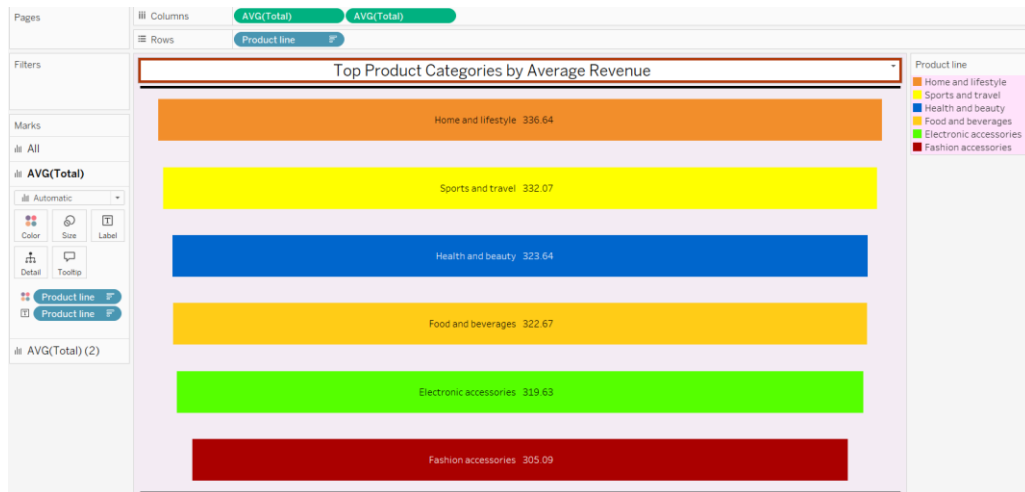 Pages
Columns
AVG(Total) AVG(Total)
Rows
Product line
Filters
Marks
All
AVG(Total)
Automatic
Color Size Label
Detail Tooltip
Product line
Product line
AVG(Total) (2)
Top Product Categories by Average Revenue
Home and lifestyle 336.64
Sports and travel 332.07
Health and beauty 323.64
Food and beverages 322.67
Electronic accessories 319.63
Fashion accessories 305.09
Product line
Home and lifestyle
Sports and travel
Health and beauty
Food and beverages
Electronic accessories
Fashion accessories